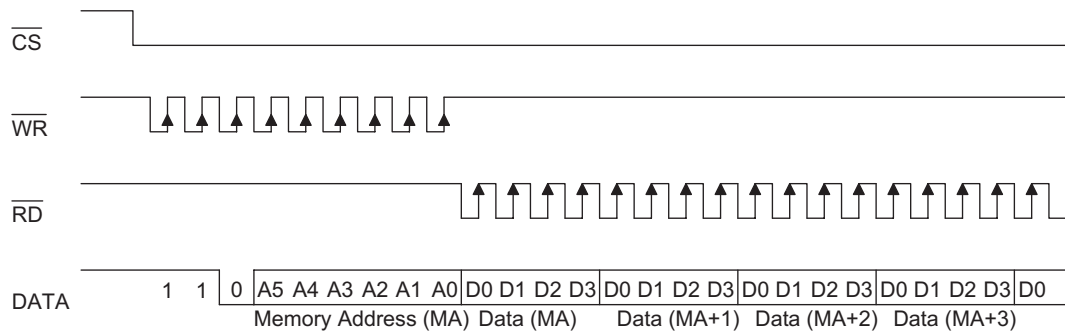 CS
WR
RD
DATA 1 1 0 A5 A4 A3 A2 A1 A0 D0 D1 D2 D3 D0 D1 D2 D3 D0 D1 D2 D3 D0 D1 D2 D3 D0
Memory Address (MA) Data (MA) Data (MA+1) Data (MA+2) Data (MA+3)